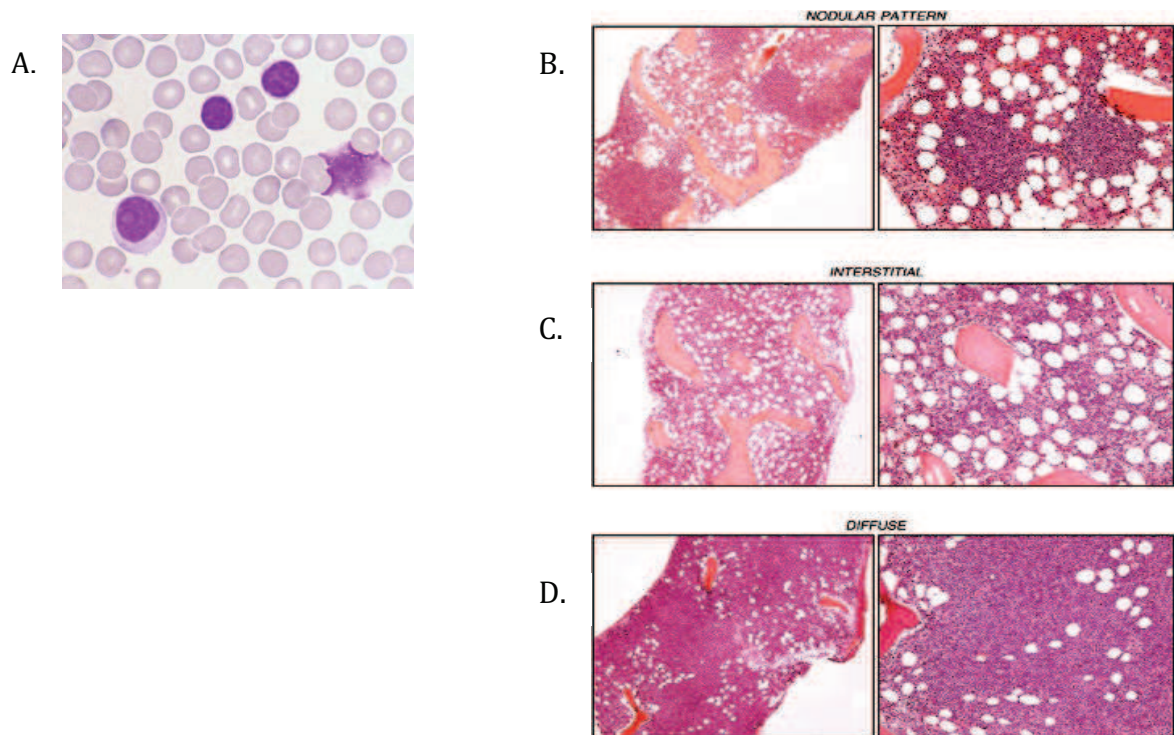 A.
B.
NODULAR PATTERN
C.
INTERSTITIAL
D.
DIFFUSE